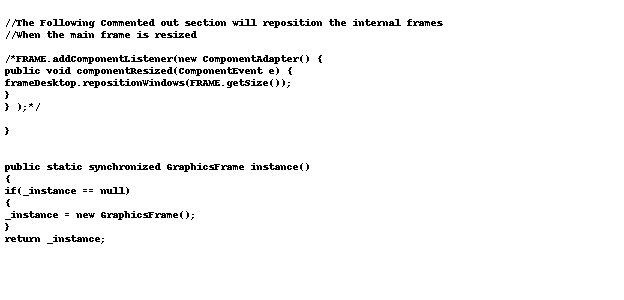 //The Following Commented out section will reposition the internal frames
//When the main frame is resized
/*FRAME.addComponentListener(new ComponentAdapter() {
public void componentResized(ComponentEvent e) {
frameDesktop.repositionWindows(FRAME.getSize());
}
} );*/
}
public static synchronized GraphicsFrame instance()
{
if(_instance == null)
{
_instance = new GraphicsFrame();
}
return _instance;